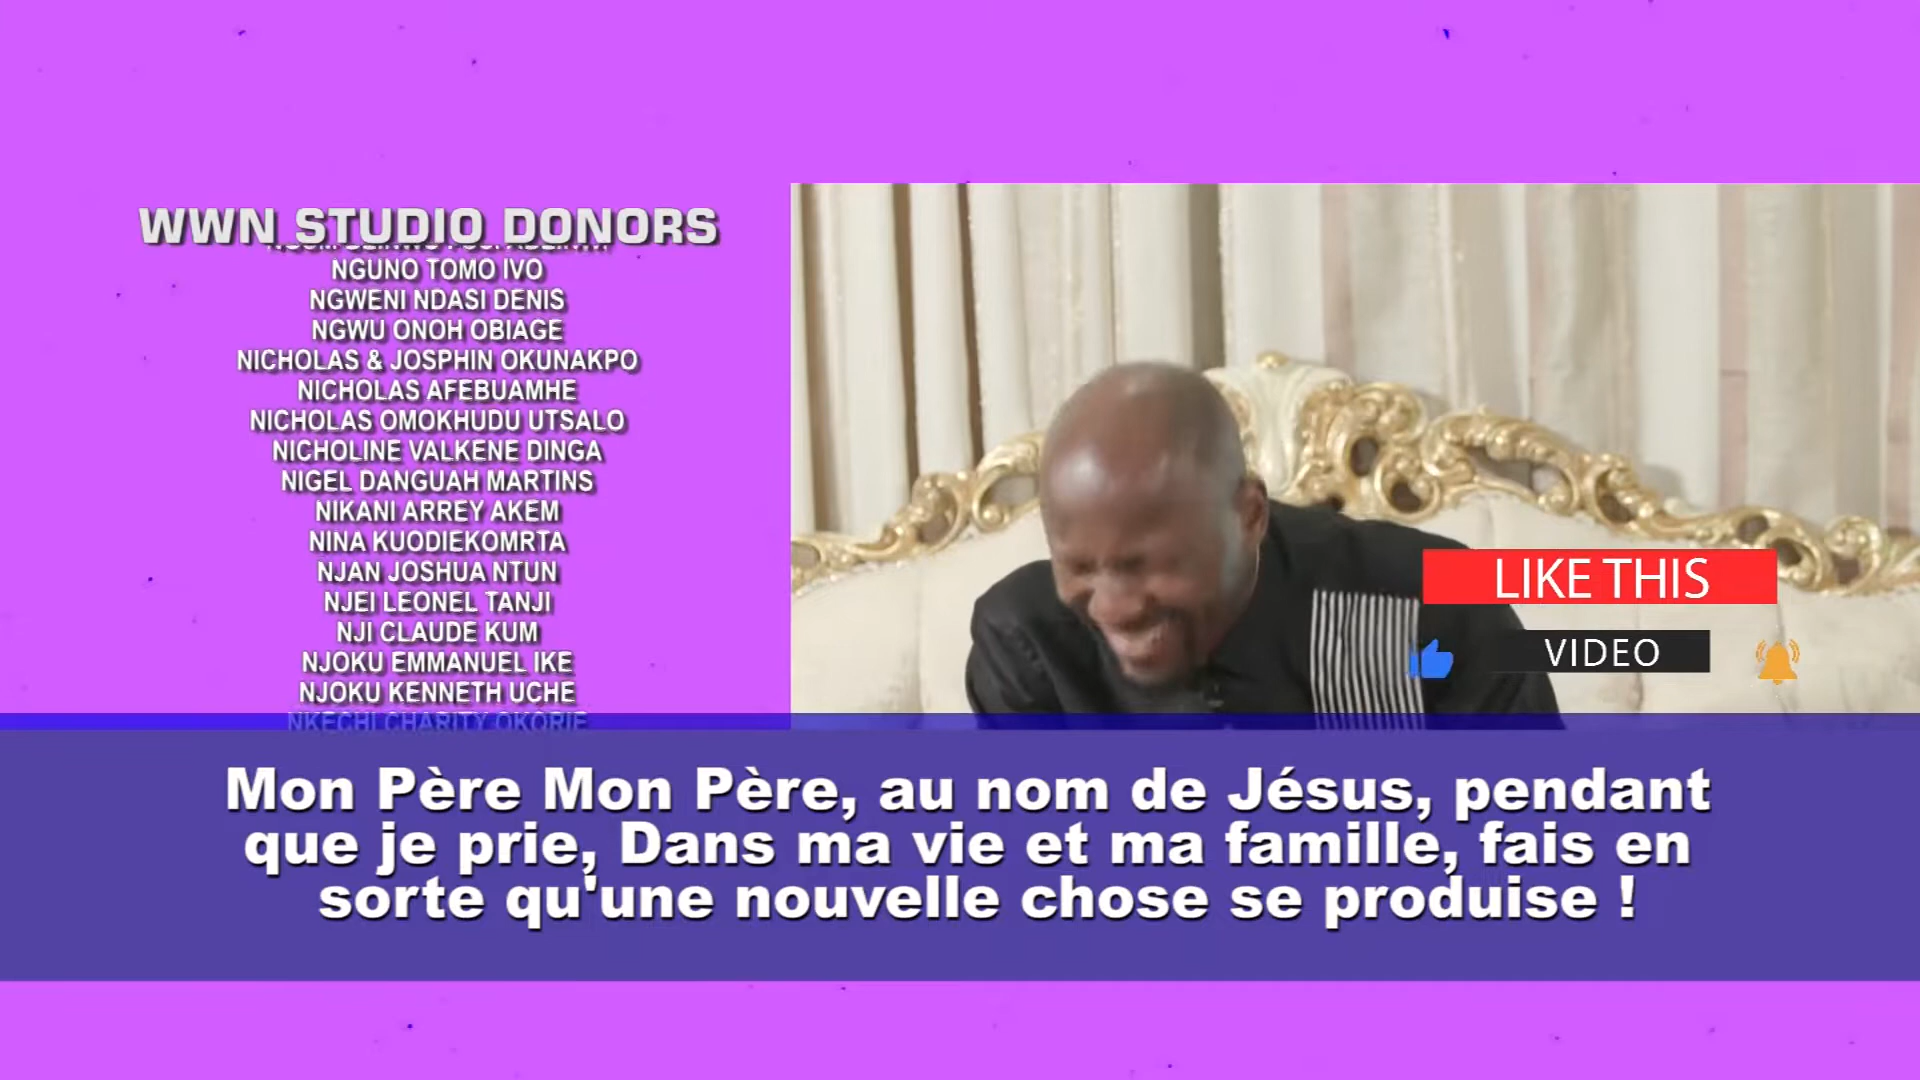 WWN STUDIO DONORS
NGUNO TOMO IVO
NGWENI NDASI DENIS
NGWU ONOH OBIAGE
NICHOLAS & JOSPHIN OKUNAKPO
NICHOLAS AFEBUAMHE
NICHOLAS OMOKHUDU UTSALO
NICHOLINE VALKENE DINGA
NIGEL DANGUAH MARTINS
NIKANI ARREY AKEM
NINA KUODIEKOMRTA
NJAN JOSHUA NTUN
NJEI LEONEL TANJI
NJI CLAUDE KUM
NJOKU EMMANUEL IKE
NJOKU KENNETH UCHE
NKECHI CHARITY OKORIE
LIKE THIS
VIDEO
Mon Père Mon Père, au nom de Jésus, pendant
que je prie, Dans ma vie et ma famille, fais en
sorte qu'une nouvelle chose se produise !